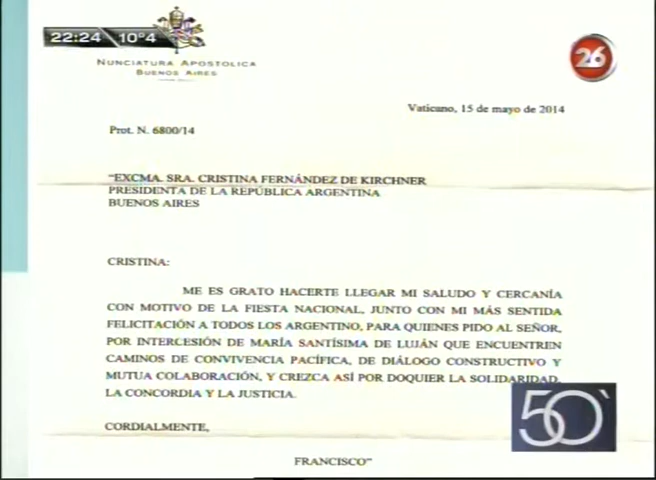 22:24 10°4
26
NUNCIATURA APOSTOLICA
BUENOS AIRES
Vaticano, 15 de mayo de 2014
Prot. N. 6800/14
"EXCMA. SRA. CRISTINA FERNÁNDEZ DE KIRCHNER
PRESIDENTA DE LA REPÚBLICA ARGENTINA
BUENOS AIRES
CRISTINA:
ME ES GRATO HACERTE LLEGAR MI SALUDO Y CERCANÍA
CON MOTIVO DE LA FIESTA NACIONAL, JUNTO CON MI MÁS SENTIDA
FELICITACIÓN A TODOS LOS ARGENTINO, PARA QUIENES PIDO AL SEÑOR,
POR INTERCESIÓN DE MARÍA SANTÍSIMA DE LUJÁN QUE ENCUENTREN
CAMINOS DE CONVIVENCIA PACÍFICA, DE DIÁLOGO CONSTRUCTIVO Y
MUTUA COLABORACIÓN, Y CREZCA ASÍ POR DOQUIER LA SOLIDARIDAD,
LA CONCORDIA Y LA JUSTICIA.
50`
CORDIALMENTE,
FRANCISCO"